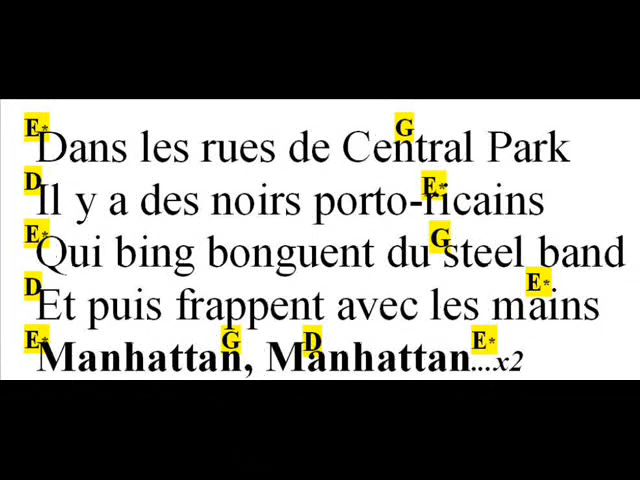 E* G
Dans les rues de Central Park
D E*
Il y a des noirs porto-ricains
E* G
Qui bing bonguent du steel band
D E*.
Et puis frappent avec les mains
E* G D E*
Manhattan, Manhattan...x2